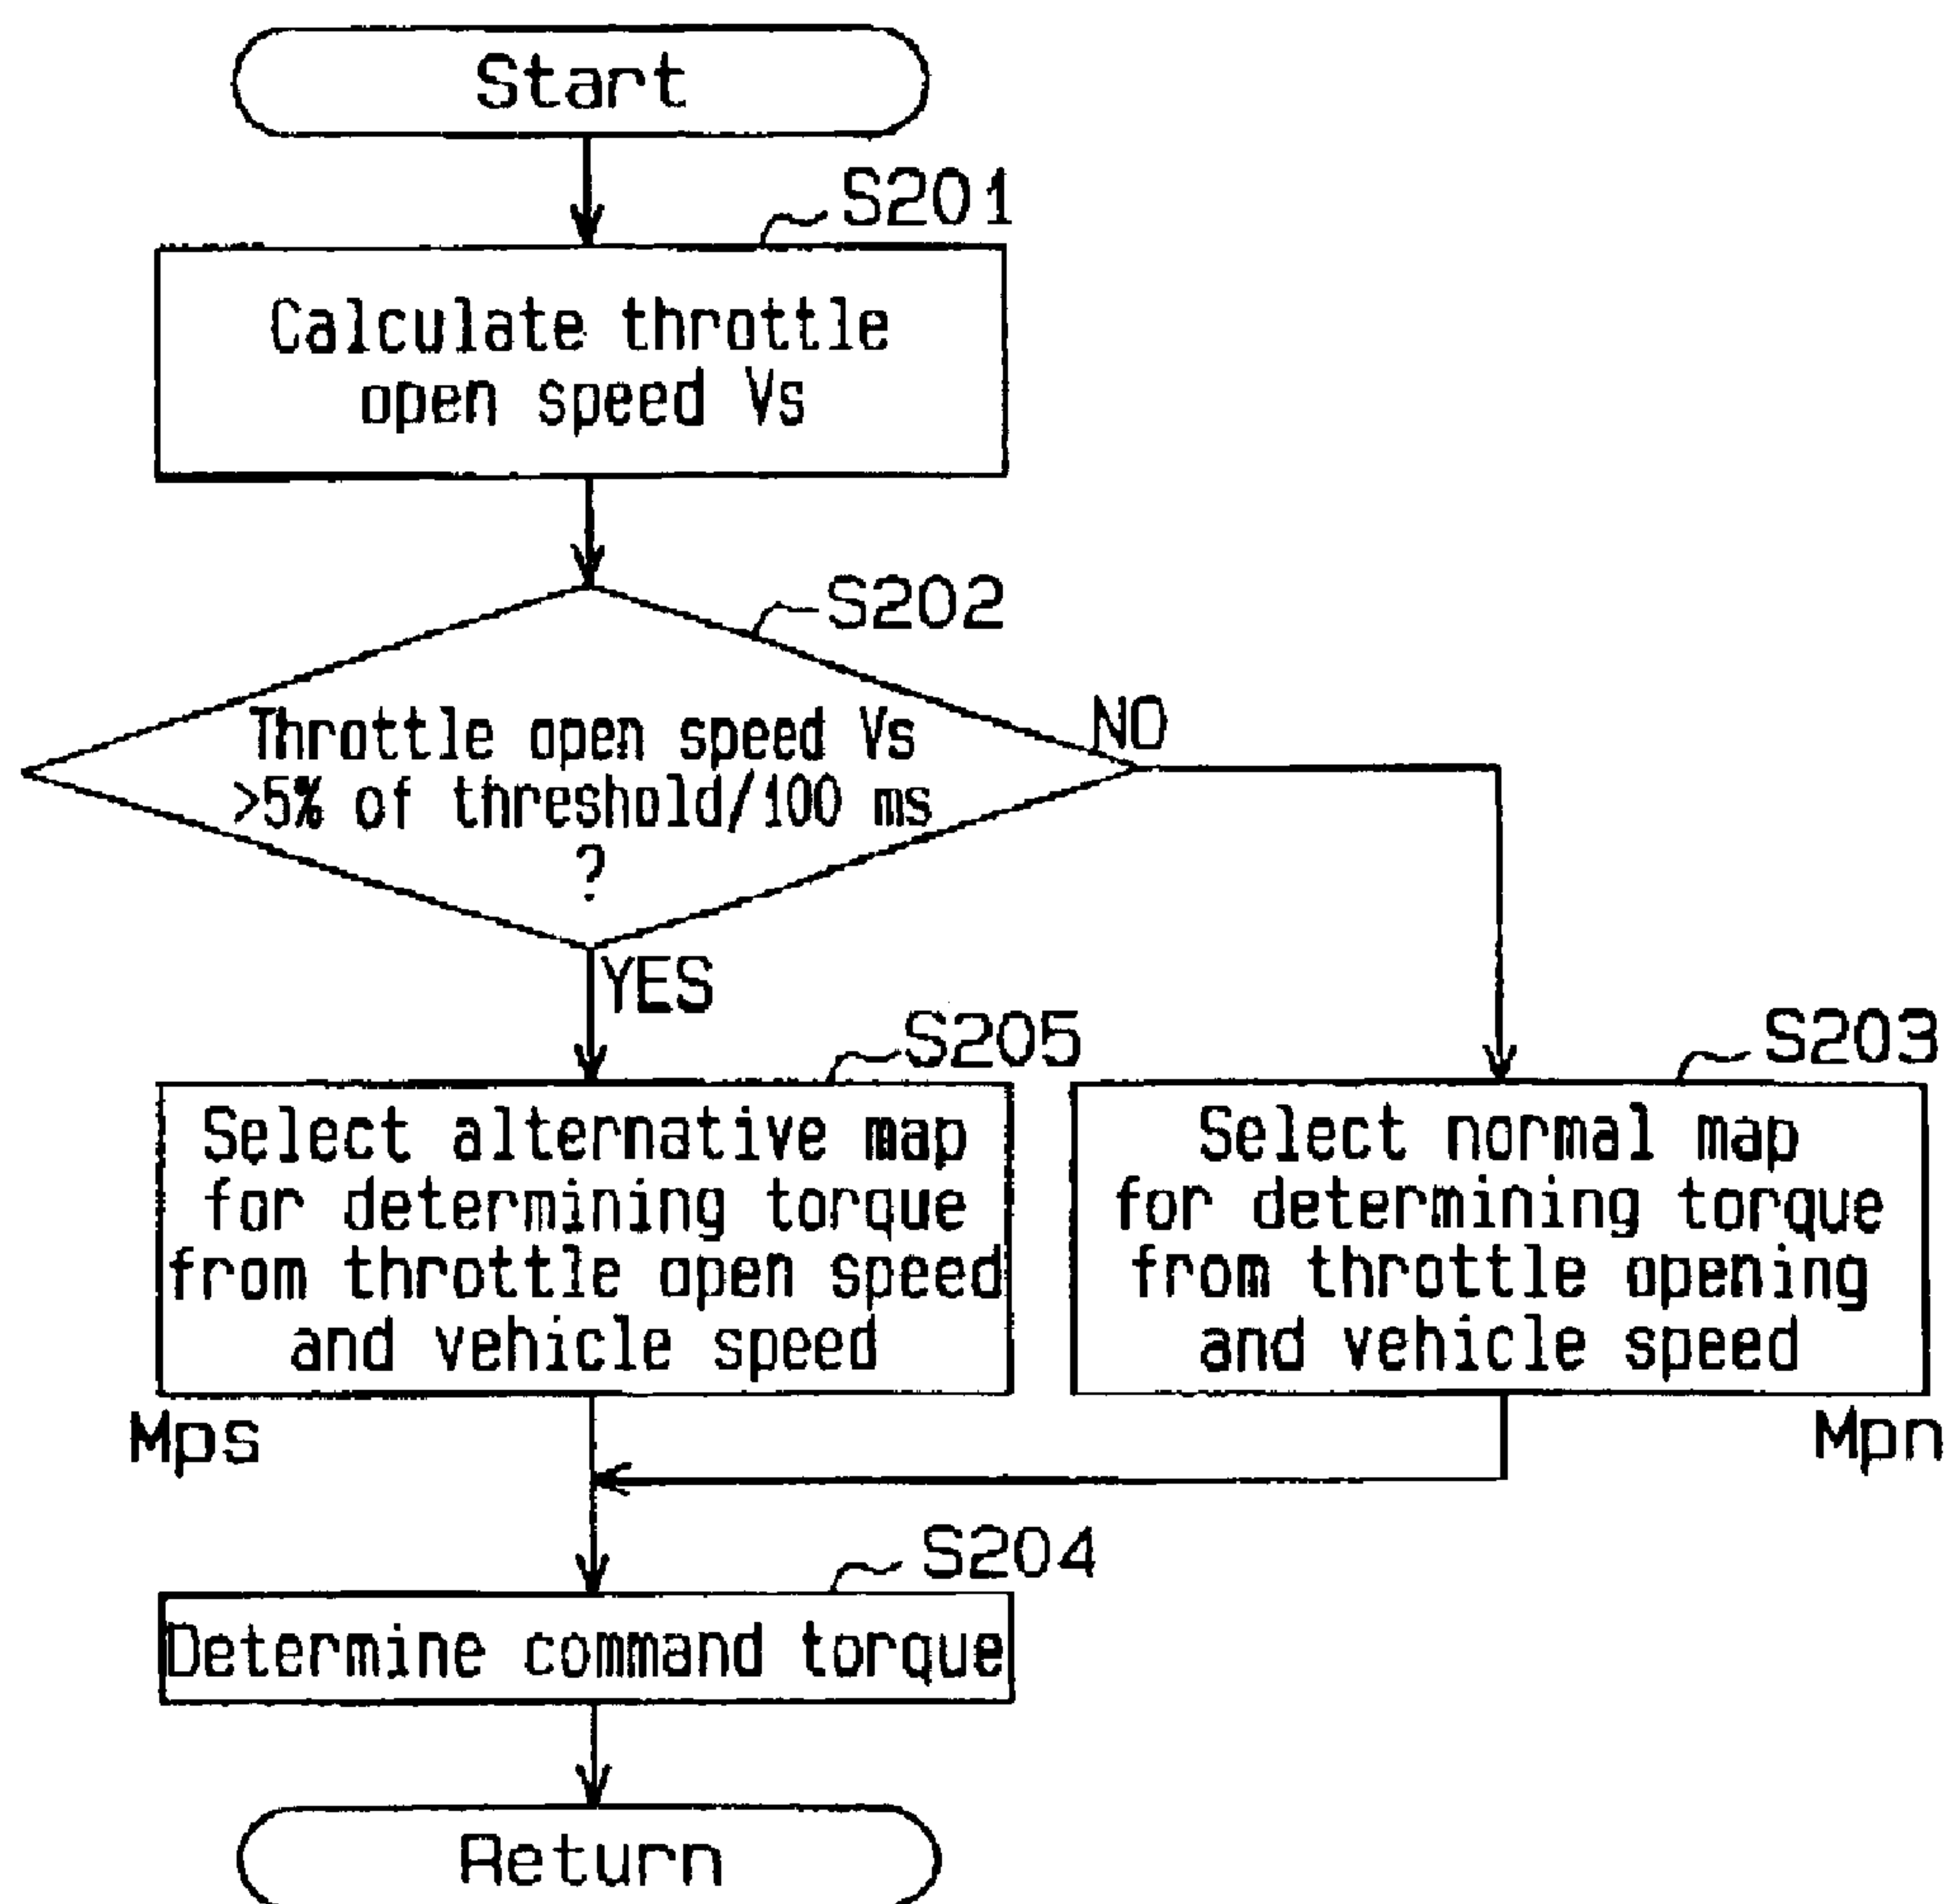 Start
S201
Calculate throttle
open speed Vs
S202
Throttle open speed Vs
>5% of threshold/100 ms
?
NO
YES
S205
Select alternative map
for determining torque
from throttle open speed
and vehicle speed
Mps
S203
Select normal map
for determining torque
from throttle opening
and vehicle speed
Mpn
S204
Determine command torque
Return